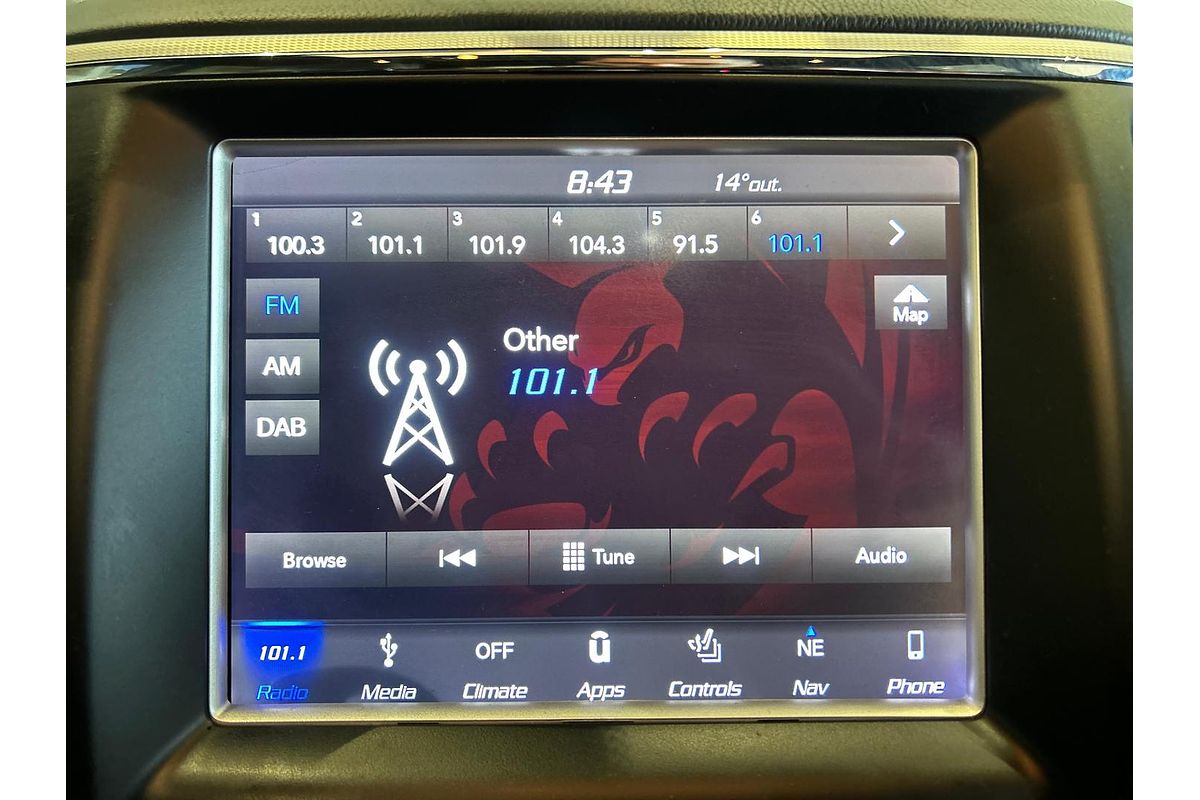 8:43 14°out.
1 100.3 2 101.1 3 101.9 4 104.3 5 91.5 6 101.1
FM
Map
Other
AM
101.1
DAB
Browse Tune Audio
101.1 OFF NE
Radio Media Climate Apps Controls Nav Phone